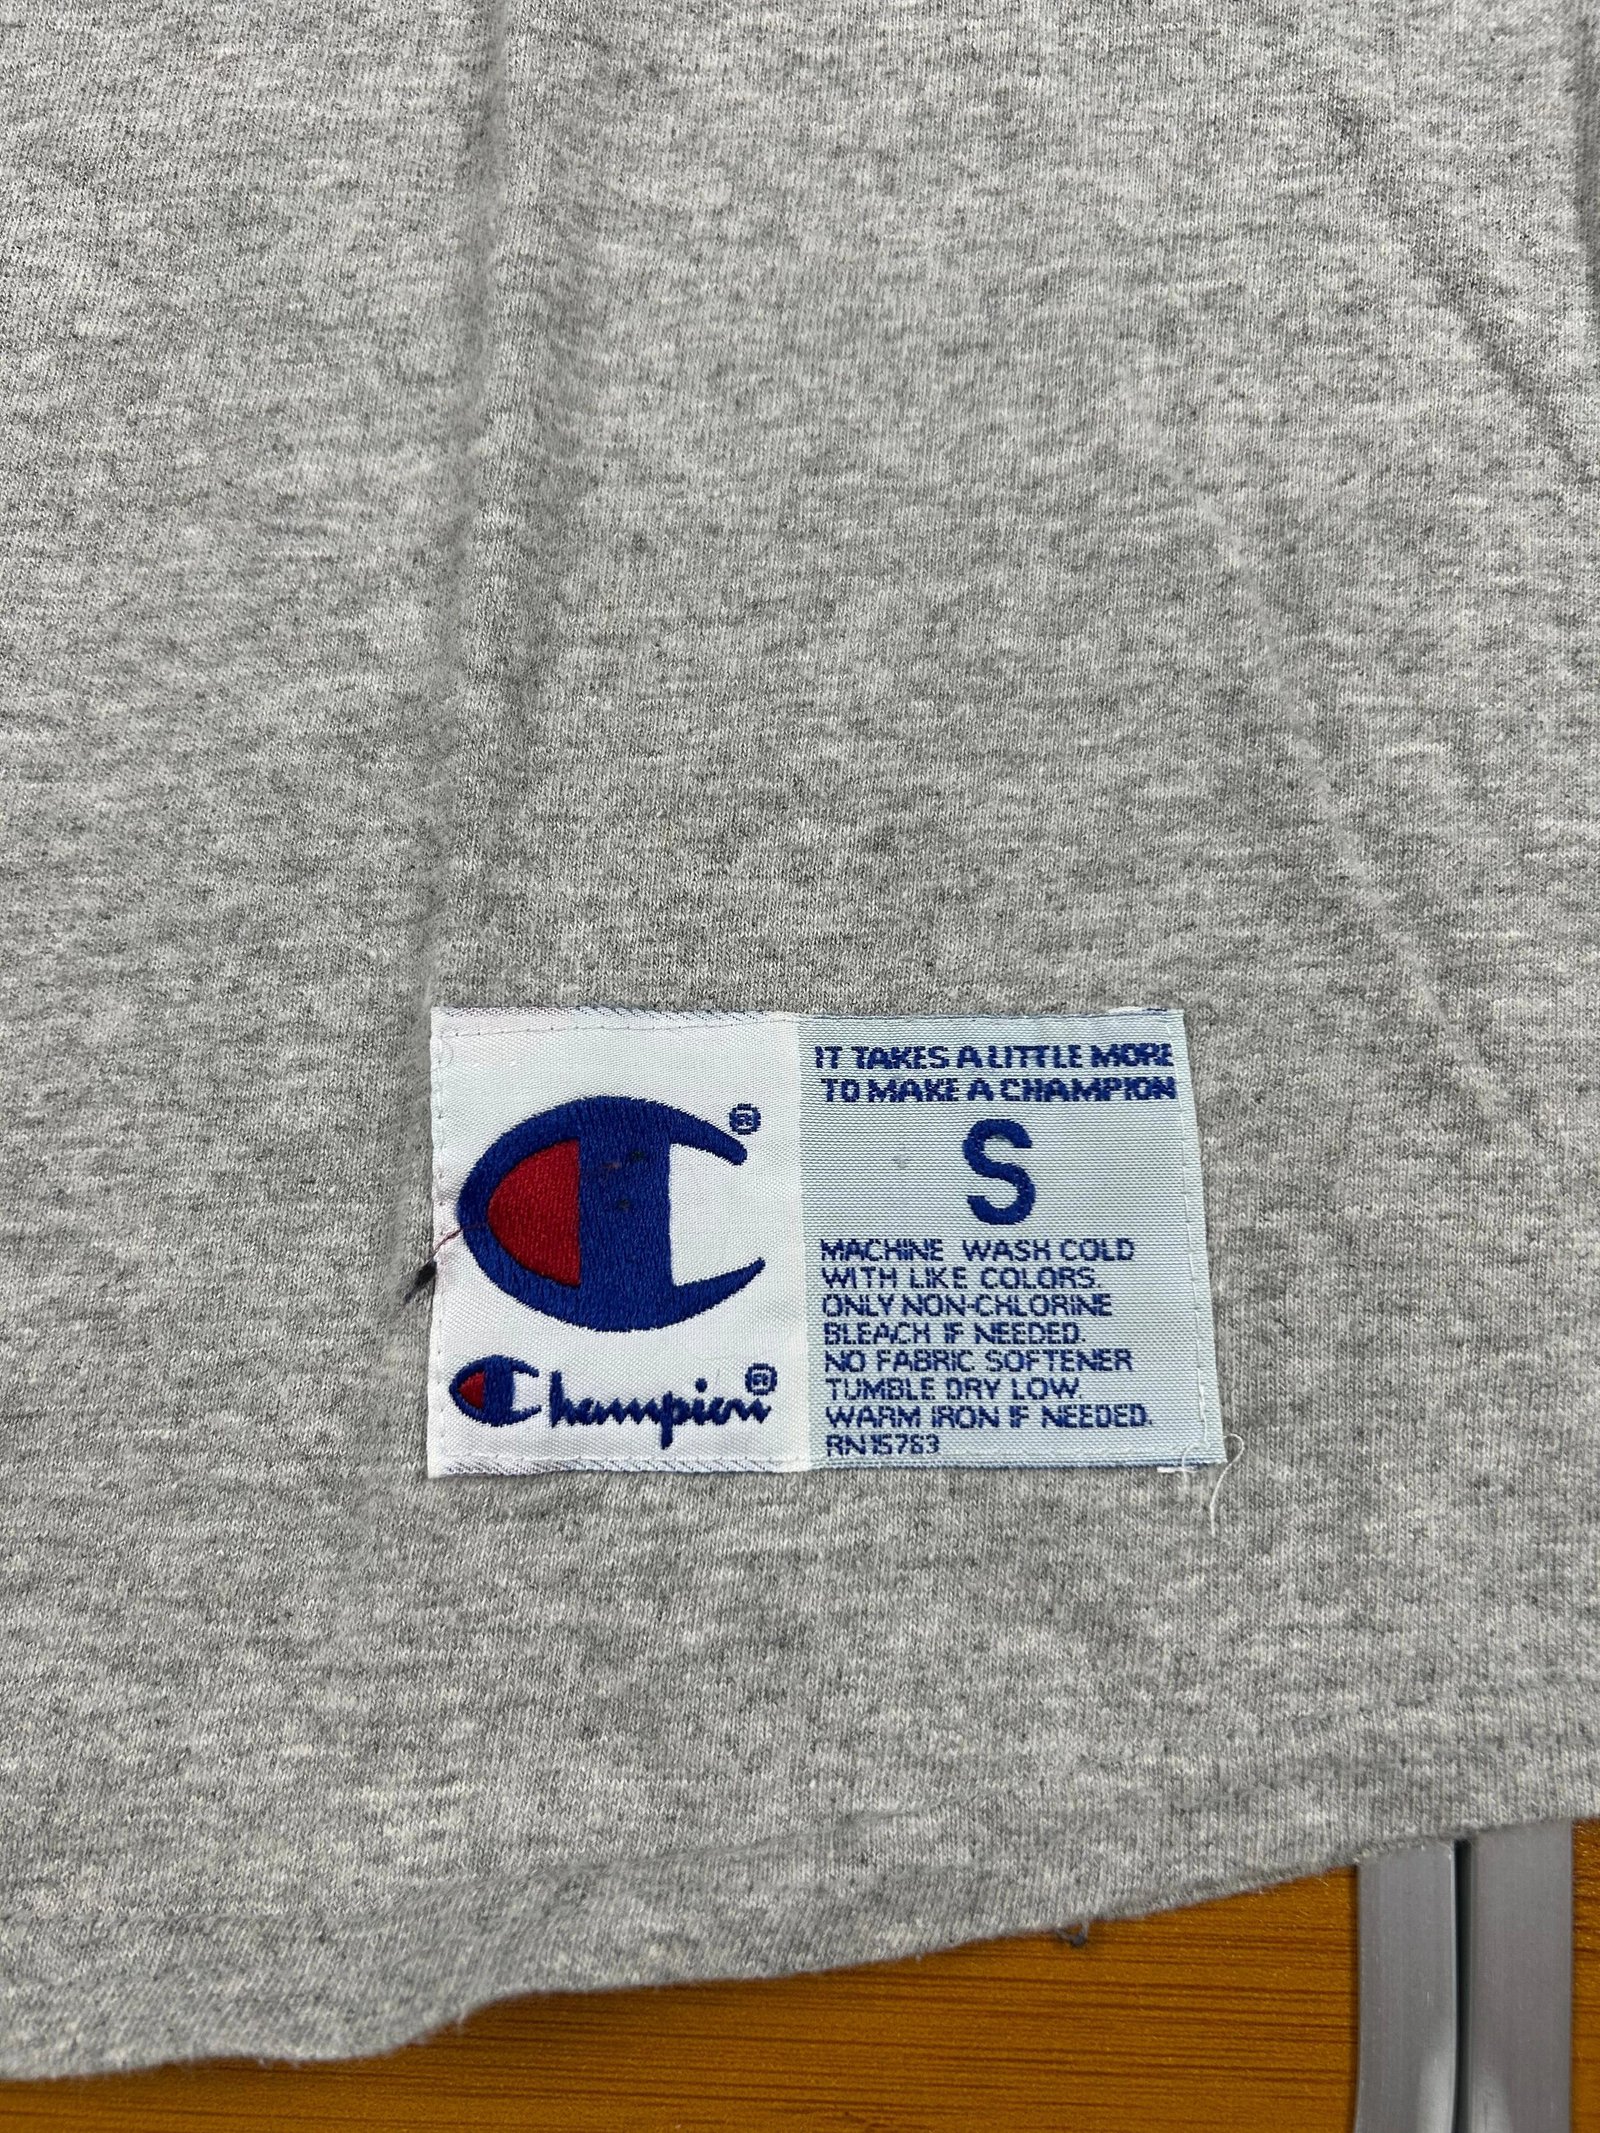 IT TAKES A LITTLE MORE
TO MAKE A CHAMPION
S
MACHINE WASH COLD
WITH LIKE COLORS.
ONLY NON-CHLORINE
BLEACH IF NEEDED.
NO FABRIC SOFTENER
TUMBLE DRY LOW.
WARM IRON IF NEEDED.
RN15763
®
Champion®